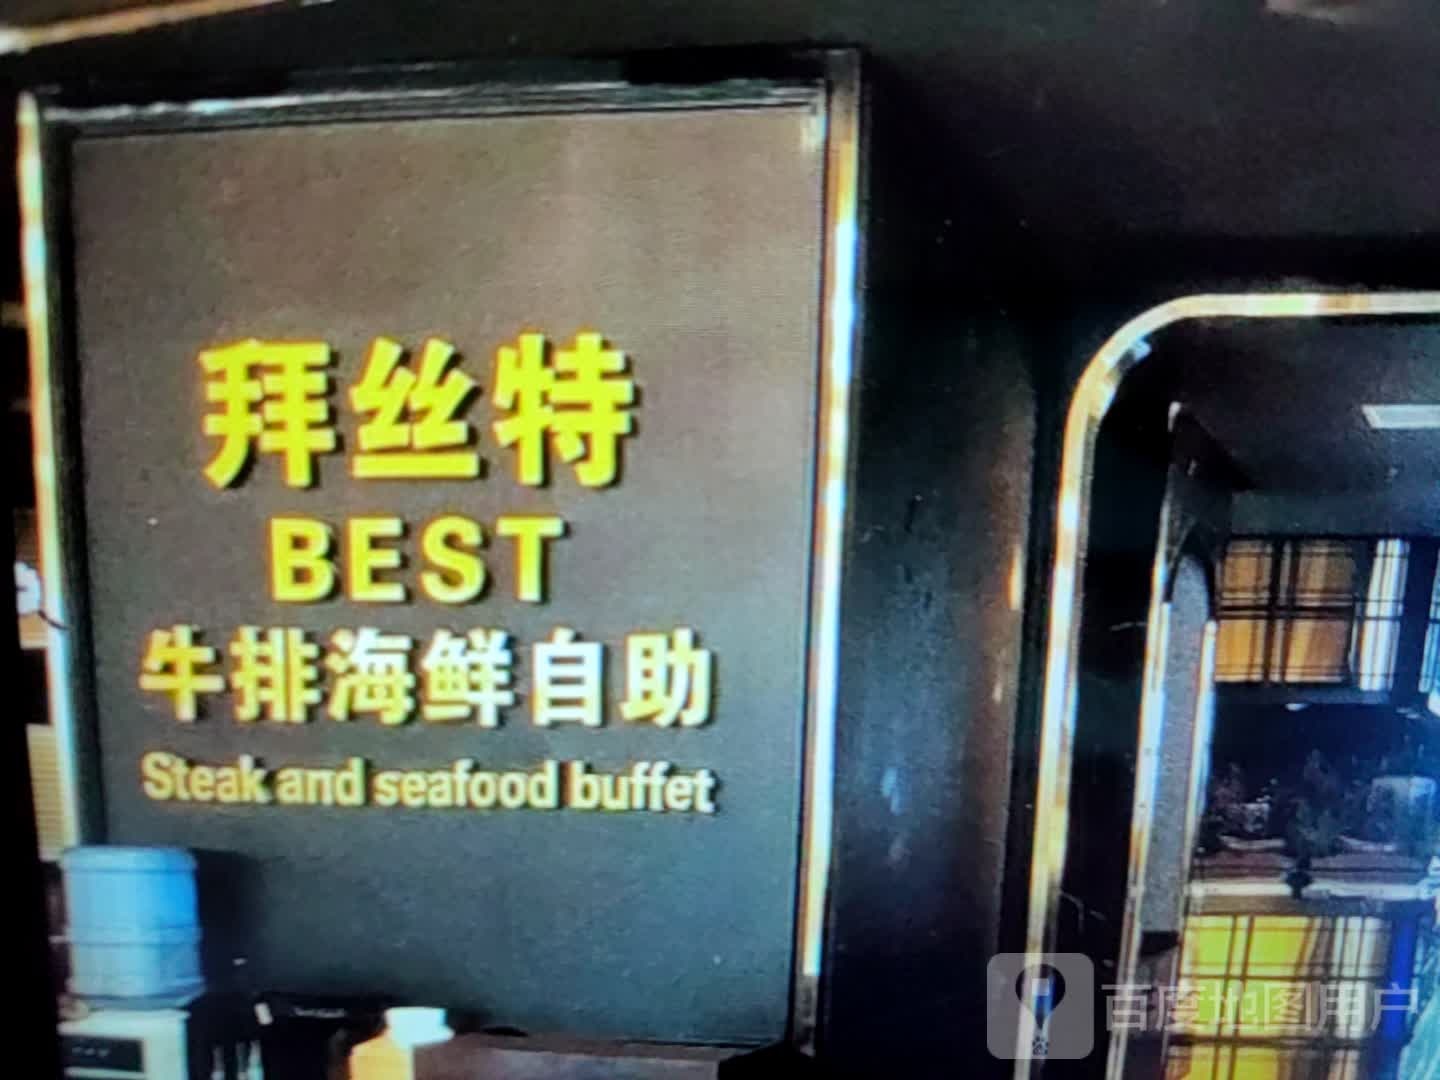 拜丝特
BEST
牛排海鲜自助
Steak and seafood buffet
百度地图用户